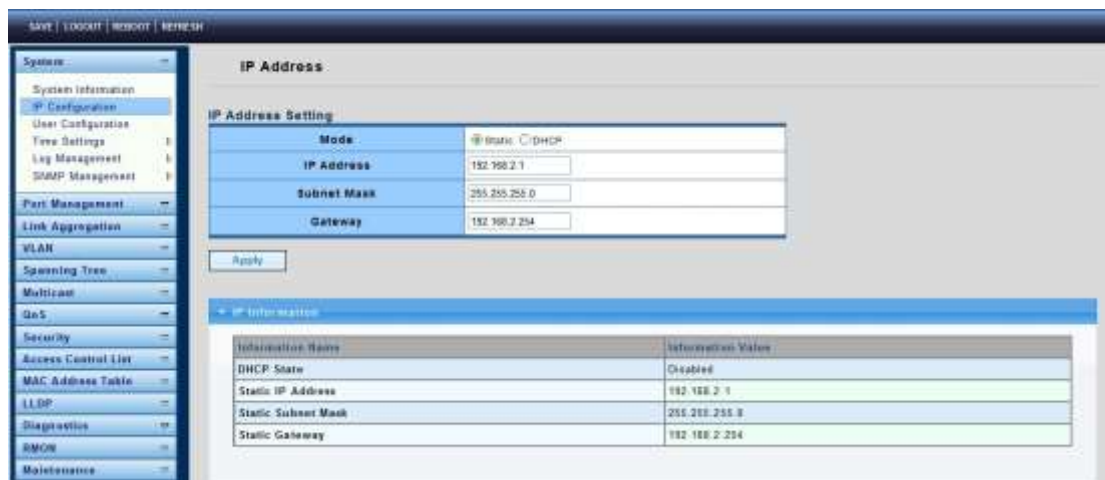 SAVE | LOGOUT | REBOOT | REFRESH
System
System Information
IP Configuration
User Configuration
Time Settings
Log Management
SNMP Management
Port Management
Link Aggregation
VLAN
Spanning Tree
Multicast
QoS
Security
Access Control List
MAC Address Table
LLDP
Diagnostics
RMON
Maintenance
IP Address
IP Address Setting
Mode Static DHCP
IP Address 192.168.2.1
Subnet Mask 255.255.255.0
Gateway 192.168.2.254
Apply
IP Information
Information Name Information Value
DHCP State Disabled
Static IP Address 192.168.2.1
Static Subnet Mask 255.255.255.0
Static Gateway 192.168.2.254